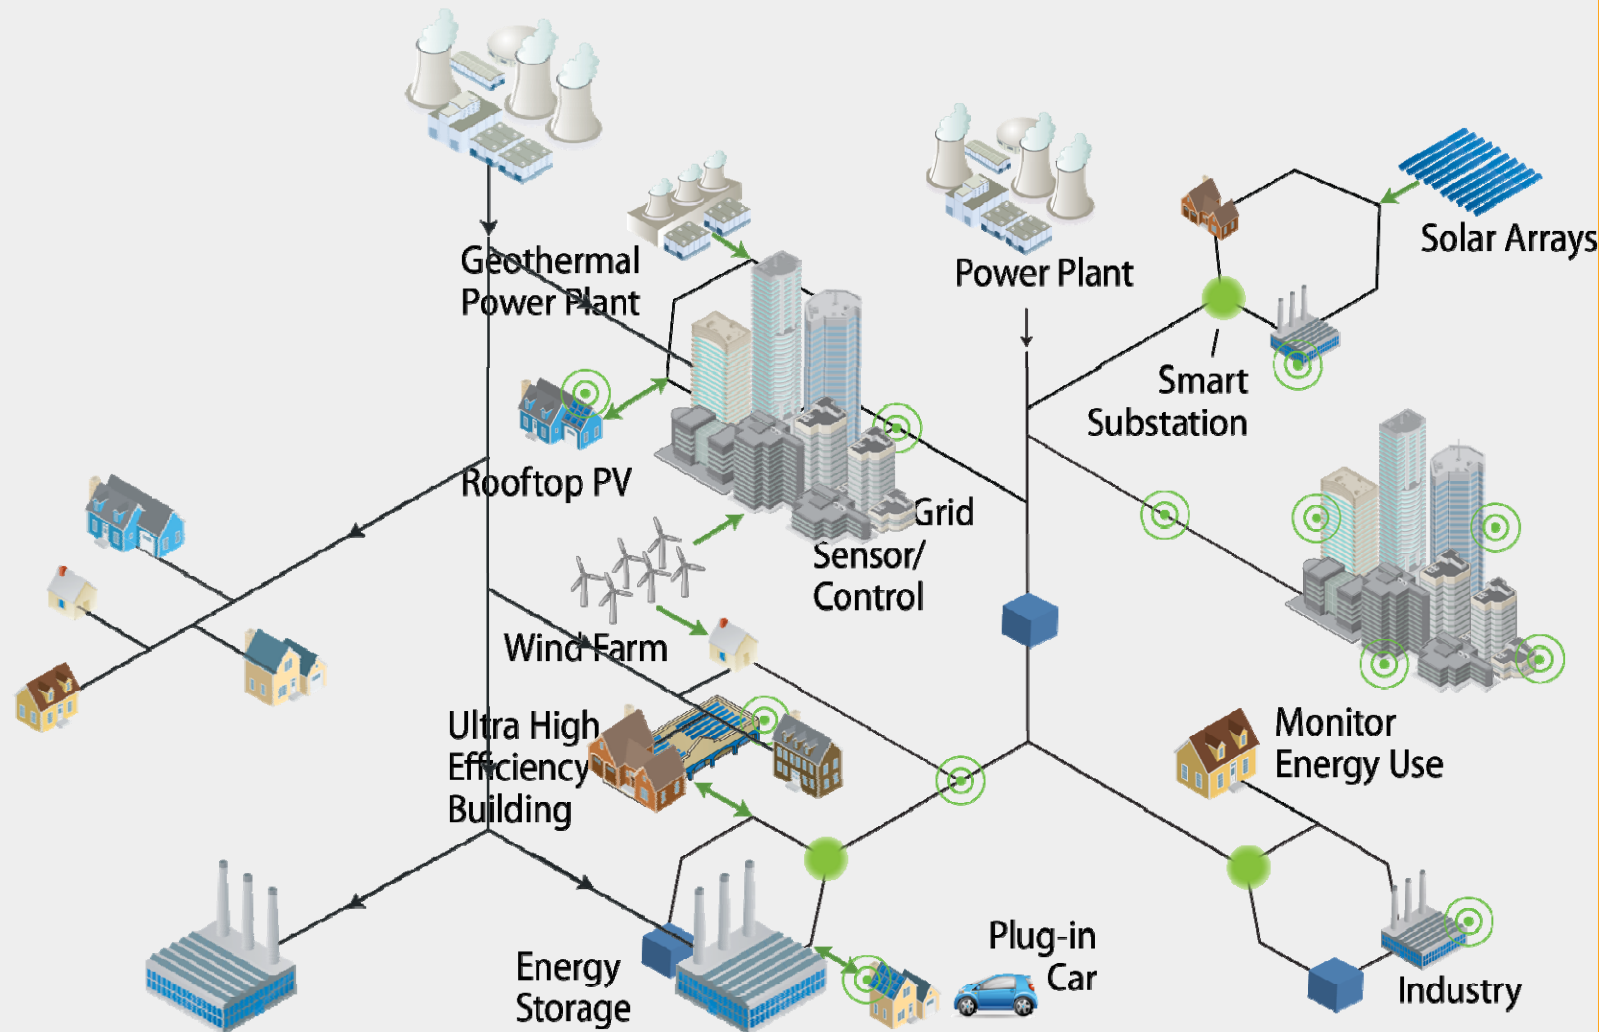 Geothermal
Power Plant
Power Plant
Solar Arrays
Smart
Substation
Rooftop PV
Grid
Sensor/
Control
Wind Farm
Ultra High
Efficiency
Building
Monitor
Energy Use
Plug-in
Car
Energy
Storage
Industry